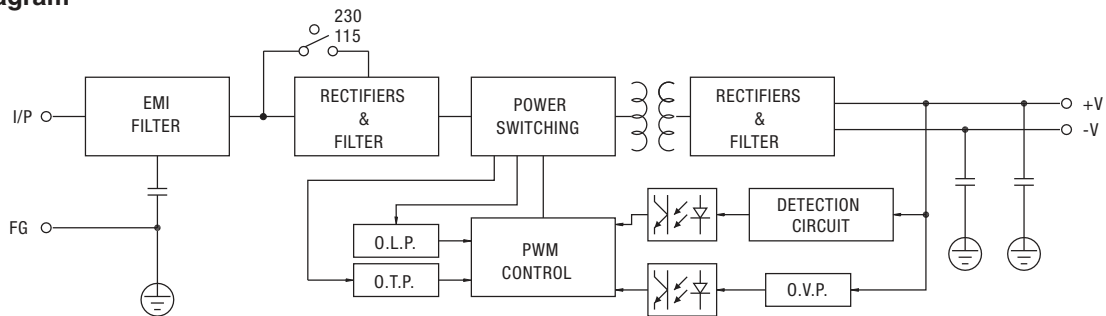 agram
230
115
I/P
EMI
FILTER
RECTIFIERS
&
FILTER
POWER
SWITCHING
RECTIFIERS
&
FILTER
+V
-V
FG
O.L.P.
O.T.P.
PWM
CONTROL
DETECTION
CIRCUIT
O.V.P.